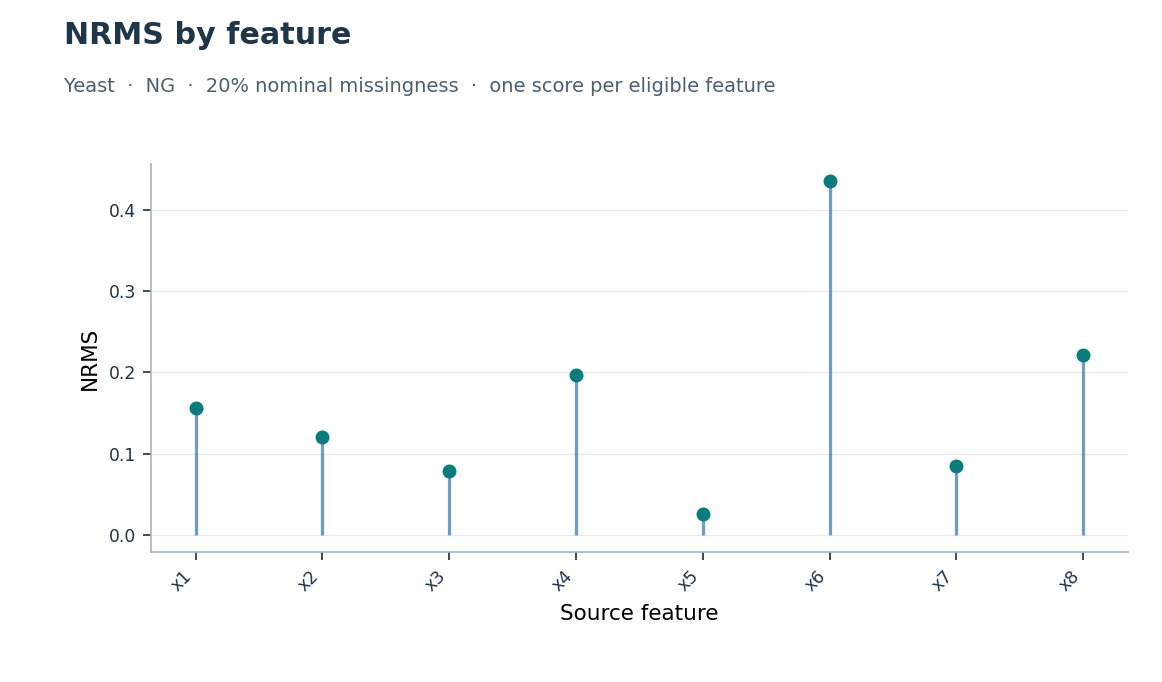 NRMS by feature
Yeast · NG · 20% nominal missingness · one score per eligible feature
0.4
0.3
0.2
0.1
0.0
NRMS
x1 x2 x3 x4 x5 x6 x7 x8
Source feature